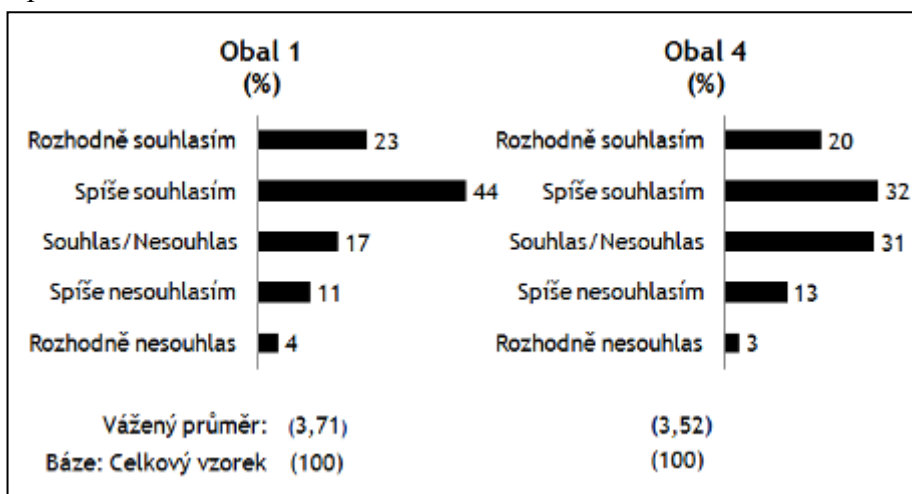 Obal 1
(%)
Rozhodně souhlasím 23
Spíše souhlasím 44
Souhlas/Nesouhlas 17
Spíše nesouhlasím 11
Rozhodně nesouhlas 4
Obal 4
(%)
Rozhodně souhlasím 20
Spíše souhlasím 32
Souhlas/Nesouhlas 31
Spíše nesouhlasím 13
Rozhodně nesouhlas 3
Vážený průměr: (3,71) (3,52)
Báze: Celkový vzorek (100) (100)